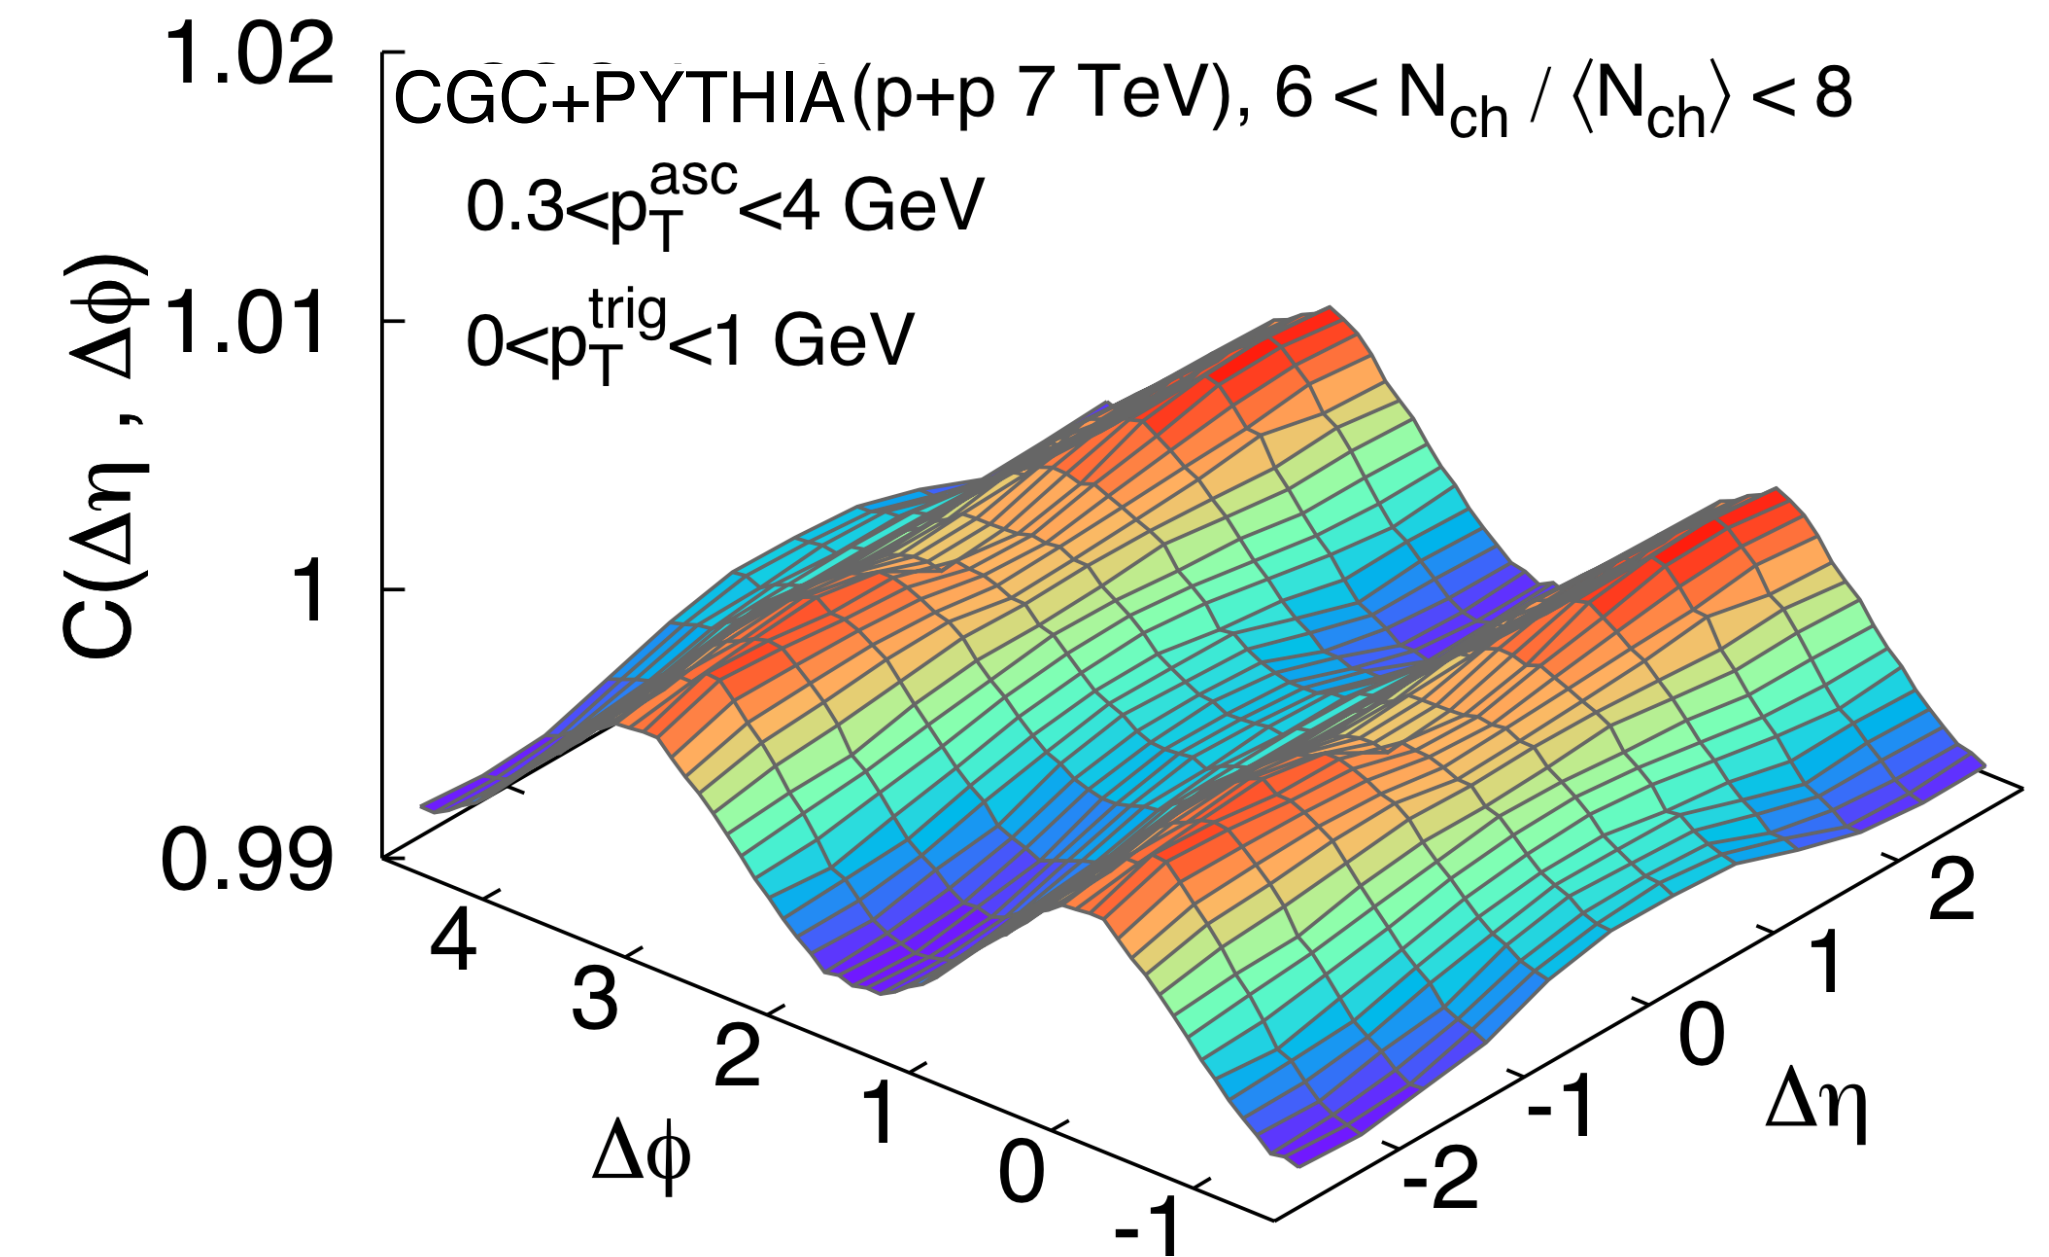 1.02
CGC+PYTHIA(p+p 7 TeV), 6 < N_ch / ⟨N_ch⟩ < 8
0.3<p_T^asc<4 GeV
1.01
0<p_T^trig<1 GeV
C(Δη , Δϕ)
1
0.99
4
3
2
1
0
-1
Δϕ
-2
-1
0
1
2
Δη